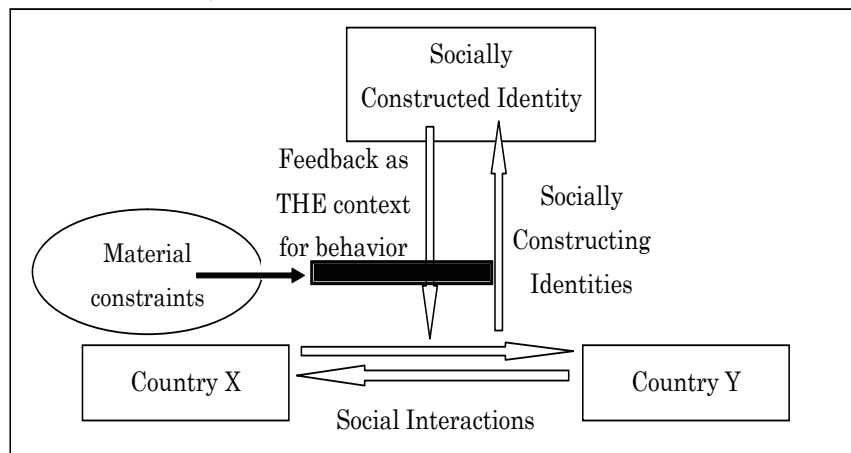 Socially
Constructed Identity
Feedback as
THE context
for behavior
Socially
Constructing
Identities
Material
constraints
Country X
Country Y
Social Interactions